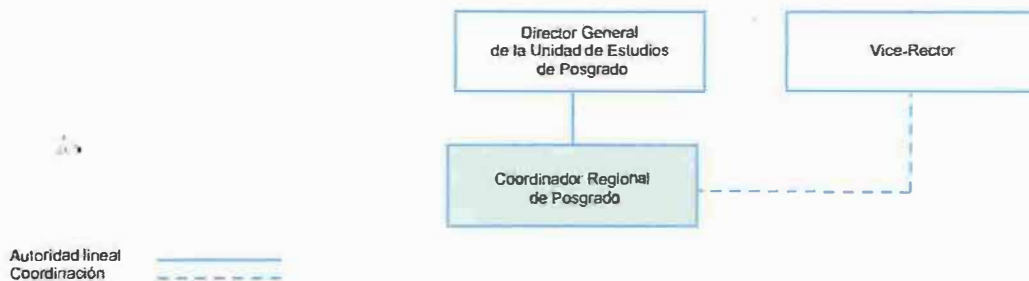 Director General
de la Unidad de Estudios
de Posgrado
Vice-Rector
Coordinador Regional
de Posgrado
Autoridad lineal
Coordinación